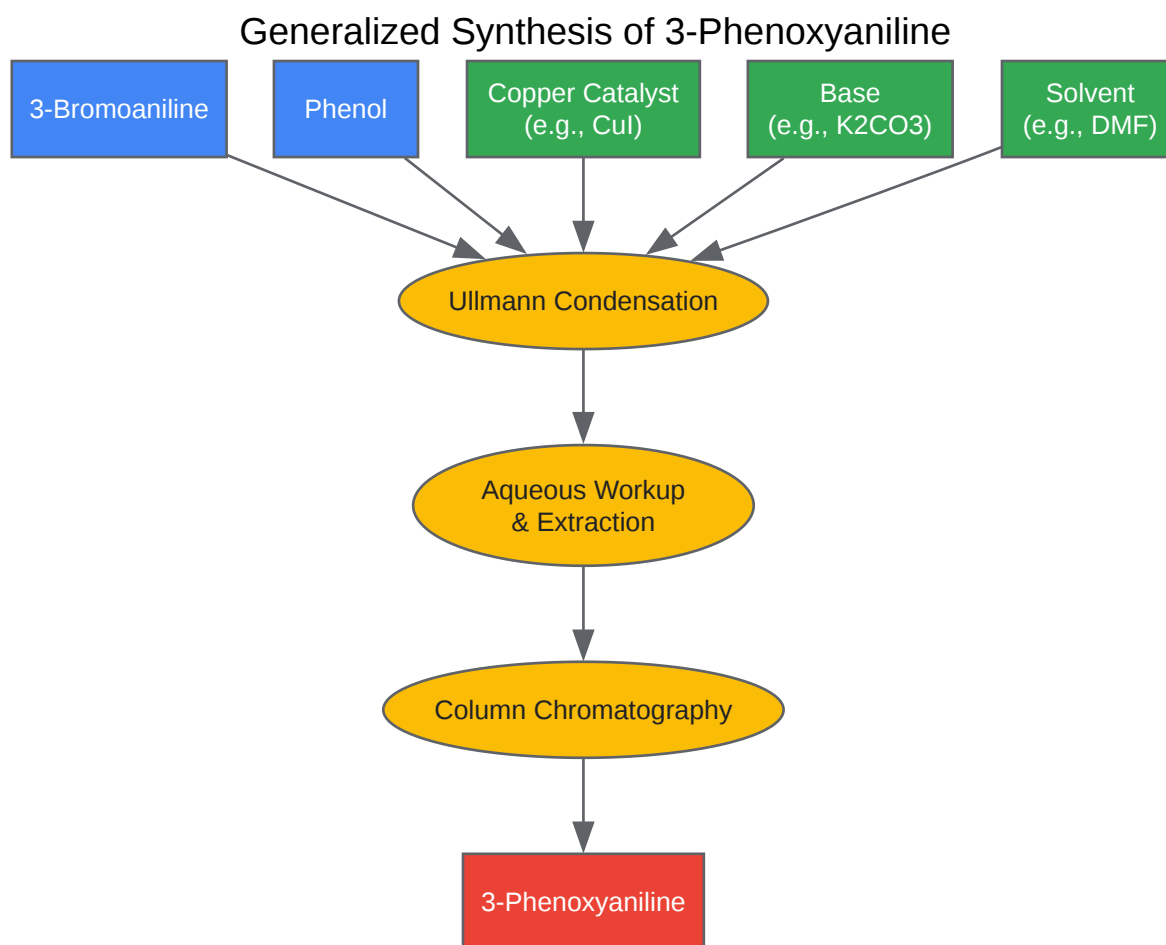 Generalized Synthesis of 3-Phenoxyaniline
3-Bromoaniline
Phenol
Copper Catalyst
(e.g., CuI)
Base
(e.g., K2CO3)
Solvent
(e.g., DMF)
Ullmann Condensation
Aqueous Workup
& Extraction
Column Chromatography
3-Phenoxyaniline